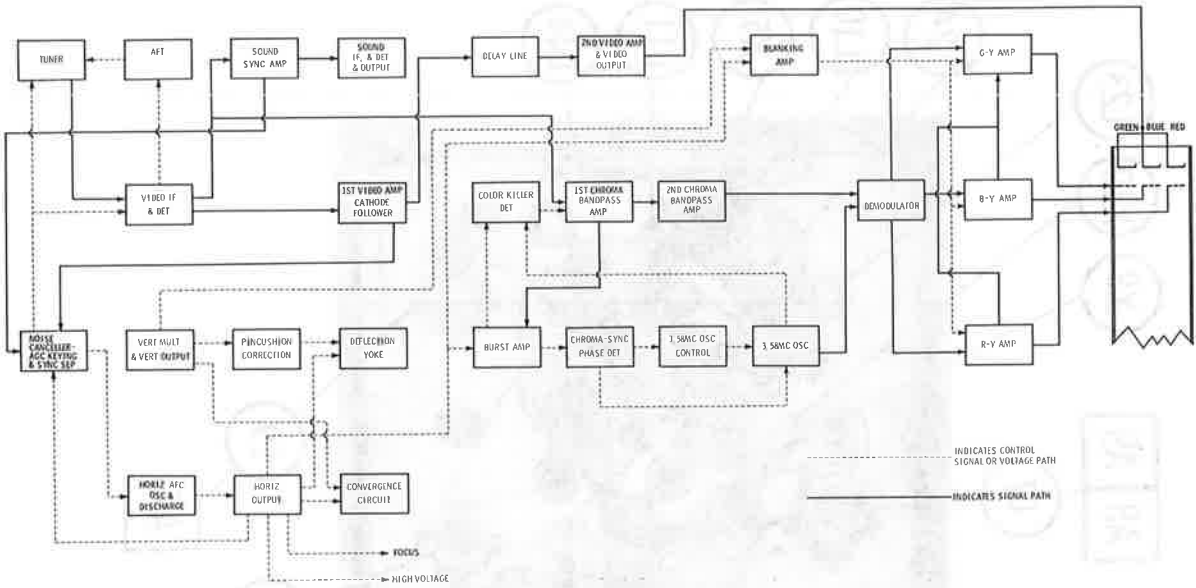 TUNER
AFT
SOUND
SYNC AMP
SOUND
IF, & DET
& OUTPUT
DELAY LINE
2ND VIDEO AMP
& VIDEO
OUTPUT
BLANKING
AMP
G-Y AMP
GREEN BLUE RED
VIDEO IF
& DET
1ST VIDEO AMP
CATHODE
FOLLOWER
COLOR KILLER
DET
1ST CHROMA
BANDPASS
AMP
2ND CHROMA
BANDPASS
AMP
DEMODULATOR
B-Y AMP
NOISE
CANCELLER-
AGC KEYING
& SYNC SEP
VERT MULT
& VERT OUTPUT
PINCUSHION
CORRECTION
DEFLECTION
YOKE
BURST AMP
CHROMA-SYNC
PHASE DET
3.58MC OSC
CONTROL
3.58MC OSC
R-Y AMP
HORIZ AFC
OSC &
DISCHARGE
HORIZ
OUTPUT
CONVERGENCE
CIRCUIT
INDICATES CONTROL
SIGNAL OR VOLTAGE PATH
INDICATES SIGNAL PATH
FOCUS
HIGH VOLTAGE